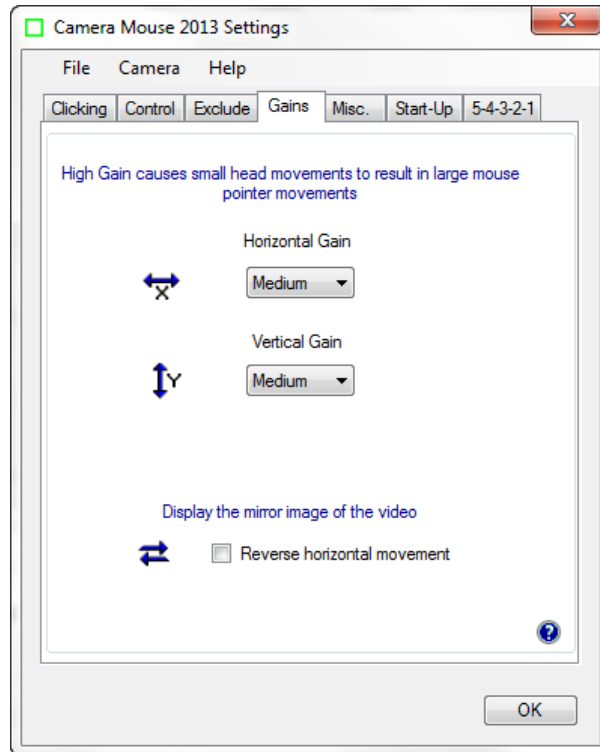 Camera Mouse 2013 Settings
x
File Camera Help
Clicking Control Exclude Gains Misc. Start-Up 5-4-3-2-1
High Gain causes small head movements to result in large mouse
pointer movements
Horizontal Gain
X Medium
Vertical Gain
Y Medium
Display the mirror image of the video
Reverse horizontal movement
?
OK